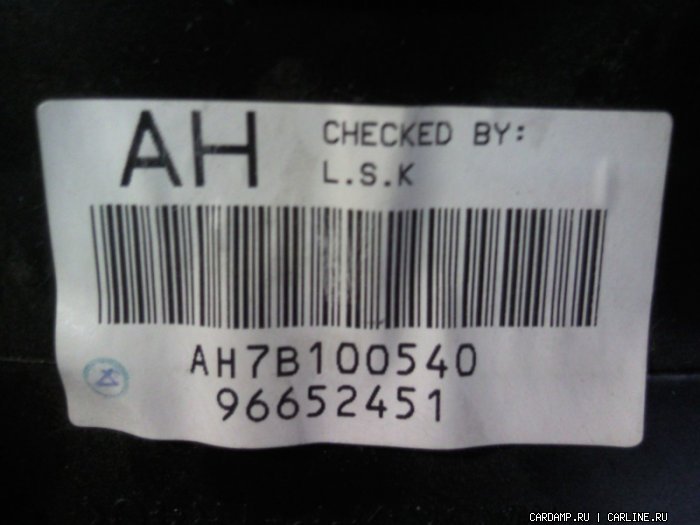 AH
CHECKED BY:
L.S.K
AH7B100540
96652451
CARDAMP.RU | CARLINE.RU